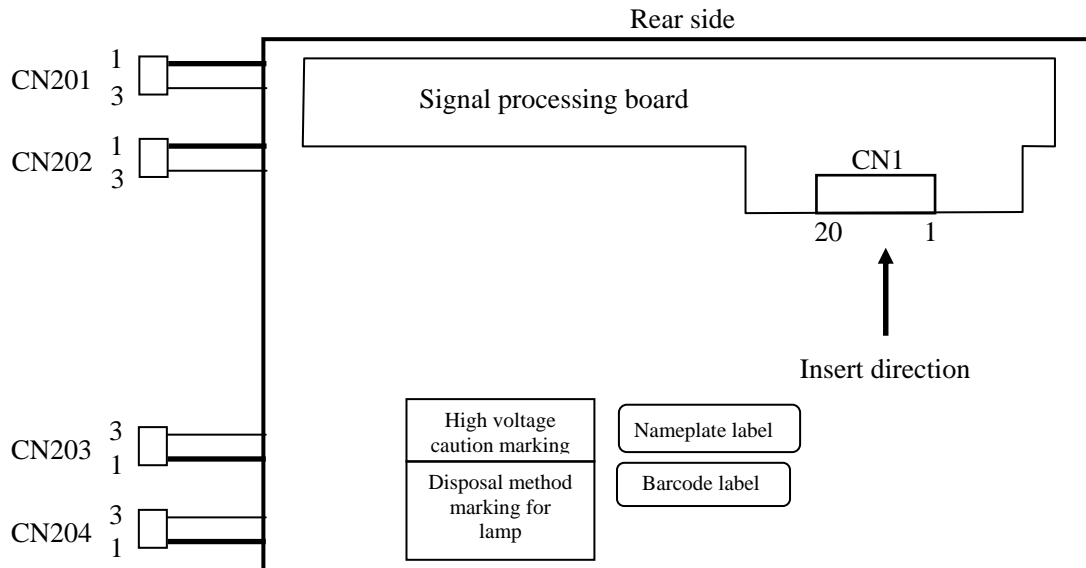 Rear side
1
CN201
3
Signal processing board
1
CN202
3
CN1
20 1
Insert direction
3
CN203
1
High voltage
caution marking
Nameplate label
Disposal method
marking for
lamp
Barcode label
3
CN204
1